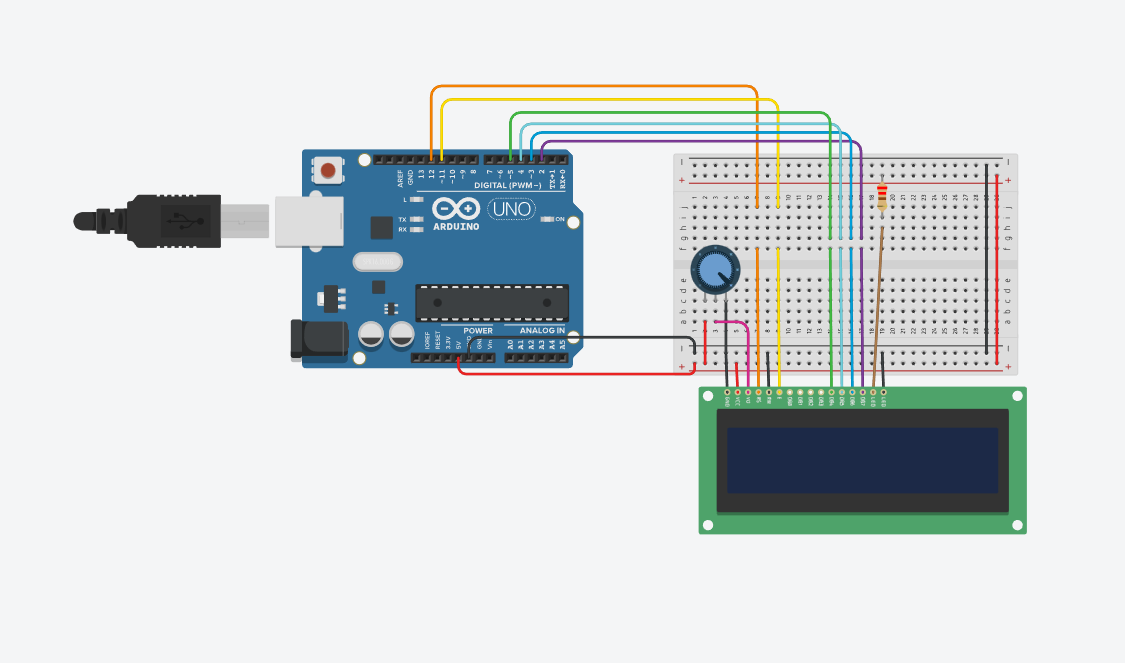 AREF
GND
13
12
~11
~10
~9
8
7
~6
~5
4
~3
2
TX→1
RX←0
DIGITAL (PWM~)
L
TX
RX
ARDUINO
UNO
ON
POWER
ANALOG IN
IOREF
RESET
3.3V
5V
GND
Vin
A0
A1
A2
A3
A4
A5
j
i
h
g
f
e
d
c
b
a
GND
VCC
VO
RS
RW
E
DB0
DB1
DB2
DB3
DB4
DB5
DB6
DB7
LED
LED